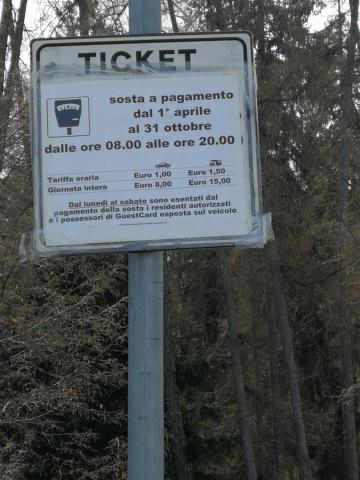 TICKET
sosta a pagamento
dal 1° aprile
al 31 ottobre
dalle ore 08.00 alle ore 20.00
Tariffa oraria Euro 1,00 Euro 1,50
Giornata intera Euro 8,00 Euro 15,00
Dal lunedì al sabato sono esentati dal
pagamento della sosta i residenti autorizzati
e i possessori di GuestCard esposta sul veicolo